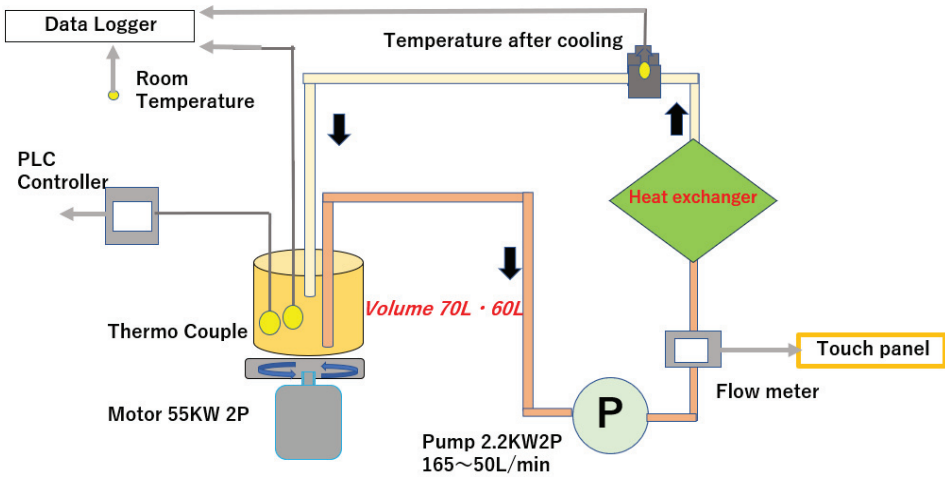 Data Logger
Temperature after cooling
Room
Temperature
PLC
Controller
Heat exchanger
Volume 70L・60L
Thermo Couple
Touch panel
Flow meter
Motor 55KW 2P
P
Pump 2.2KW2P
165～50L/min